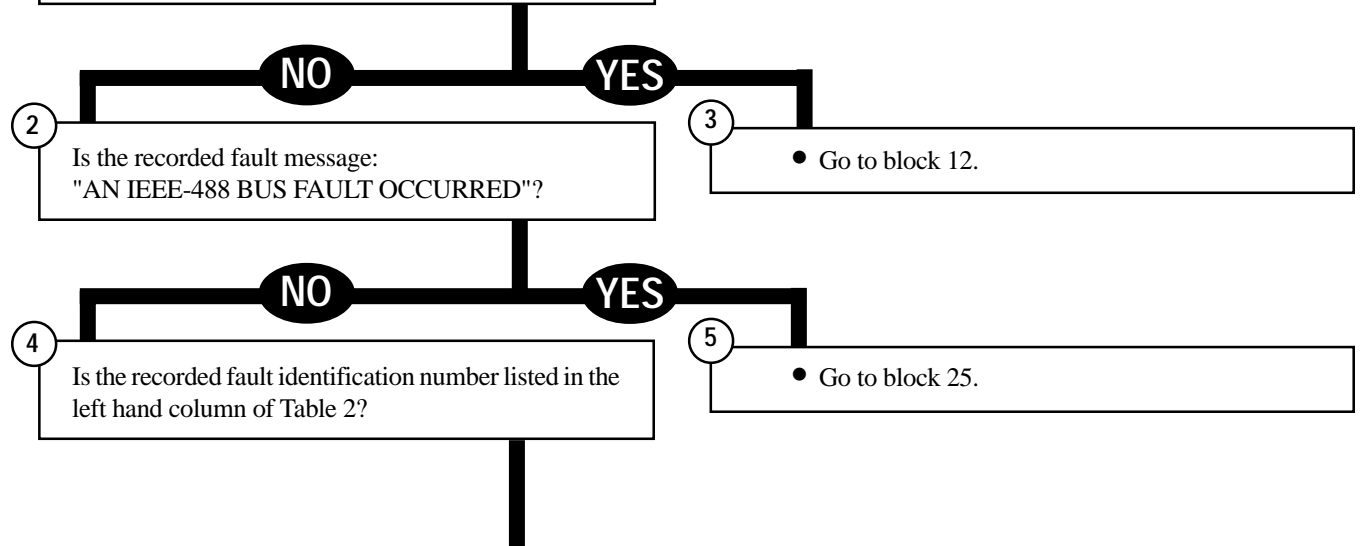 NO
YES
2
Is the recorded fault message:
"AN IEEE-488 BUS FAULT OCCURRED"?
3
• Go to block 12.
NO
YES
4
Is the recorded fault identification number listed in the
left hand column of Table 2?
5
• Go to block 25.